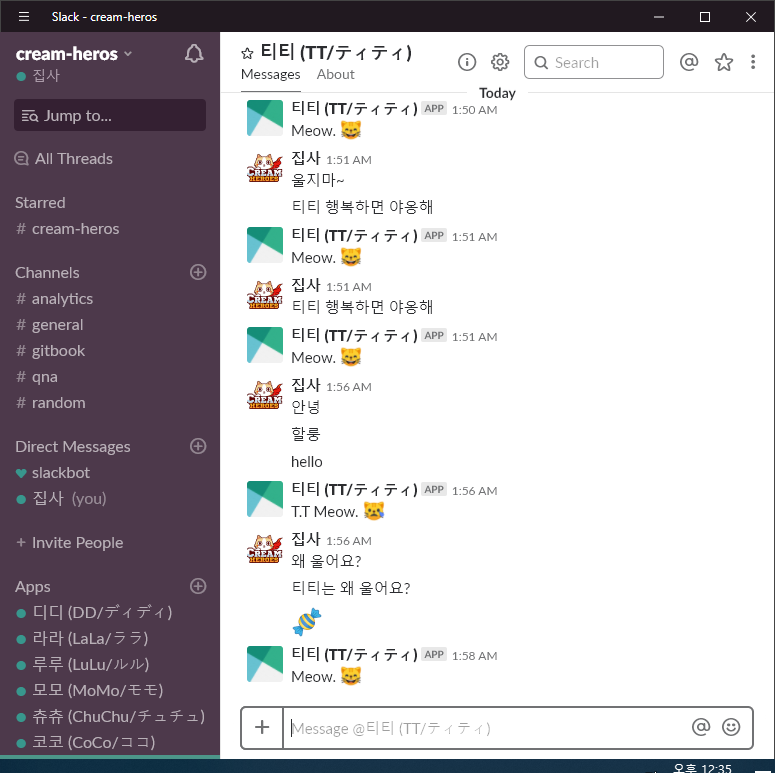 Slack - cream-heros
cream-heros
집사
Jump to...
All Threads
Starred
# cream-heros
Channels
# analytics
# general
# gitbook
# qna
# random
Direct Messages
slackbot
집사 (you)
+ Invite People
Apps
디디 (DD/ディディ)
라라 (LaLa/ララ)
루루 (LuLu/ルル)
모모 (MoMo/モモ)
츄츄 (ChuChu/チュチュ)
코코 (CoCo/ココ)
티티 (TT/ティティ)
Messages About
Search
Today
티티 (TT/ティティ) APP 1:50 AM
Meow. 😺
CREAM HEROES
집사 1:51 AM
울지마~
티티 행복하면 야옹해
티티 (TT/ティティ) APP 1:51 AM
Meow. 😺
CREAM HEROES
집사 1:51 AM
티티 행복하면 야옹해
티티 (TT/ティティ) APP 1:51 AM
Meow. 😺
CREAM HEROES
집사 1:56 AM
안녕
할룽
hello
티티 (TT/ティティ) APP 1:56 AM
T.T Meow. 😿
CREAM HEROES
집사 1:56 AM
왜 울어요?
티티는 왜 울어요?
🍬
티티 (TT/ティティ) APP 1:58 AM
Meow. 😺
Message @티티 (TT/ティティ)
오후 12:35